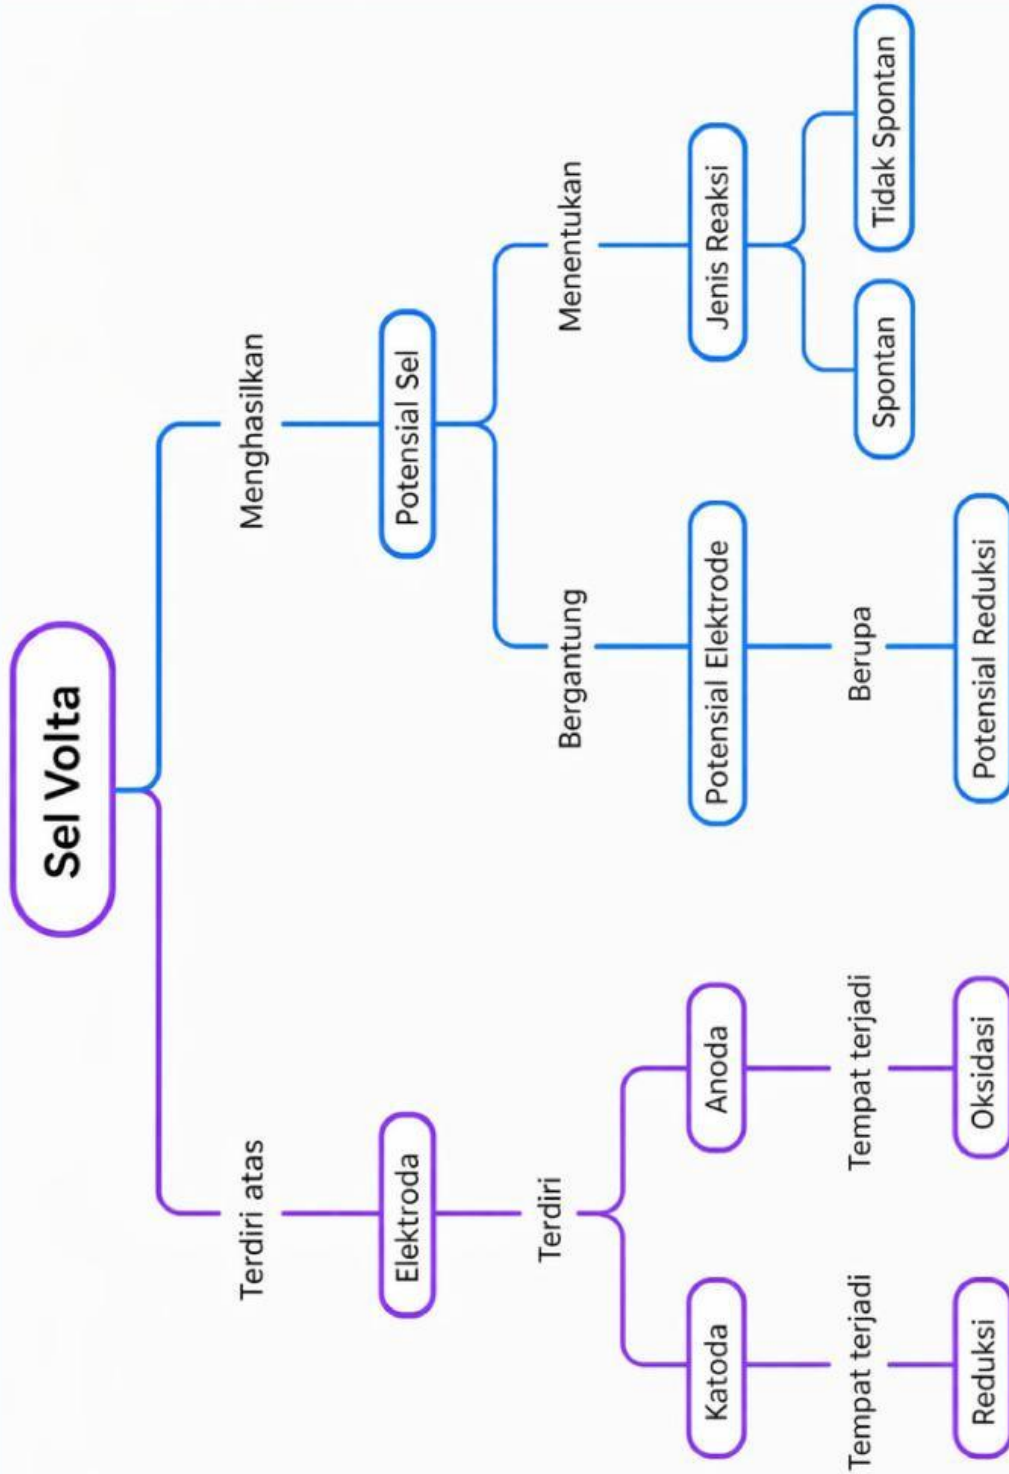 Sel Volta
Terdiri atas
Menghasilkan
Elektroda
Potensial Sel
Terdiri
Bergantung
Menentukan
Katoda
Anoda
Potensial Elektrode
Jenis Reaksi
Tempat terjadi
Tempat terjadi
Berupa
Spontan
Tidak Spontan
Reduksi
Oksidasi
Potensial Reduksi